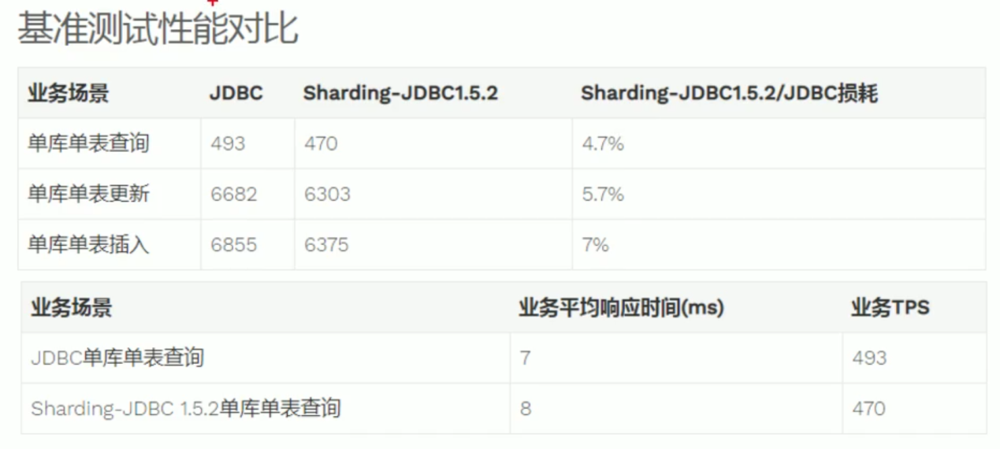 基准测试性能对比
业务场景 JDBC Sharding-JDBC1.5.2 Sharding-JDBC1.5.2/JDBC损耗
单库单表查询 493 470 4.7%
单库单表更新 6682 6303 5.7%
单库单表插入 6855 6375 7%
业务场景 业务平均响应时间(ms) 业务TPS
JDBC单库单表查询 7 493
Sharding-JDBC 1.5.2单库单表查询 8 470